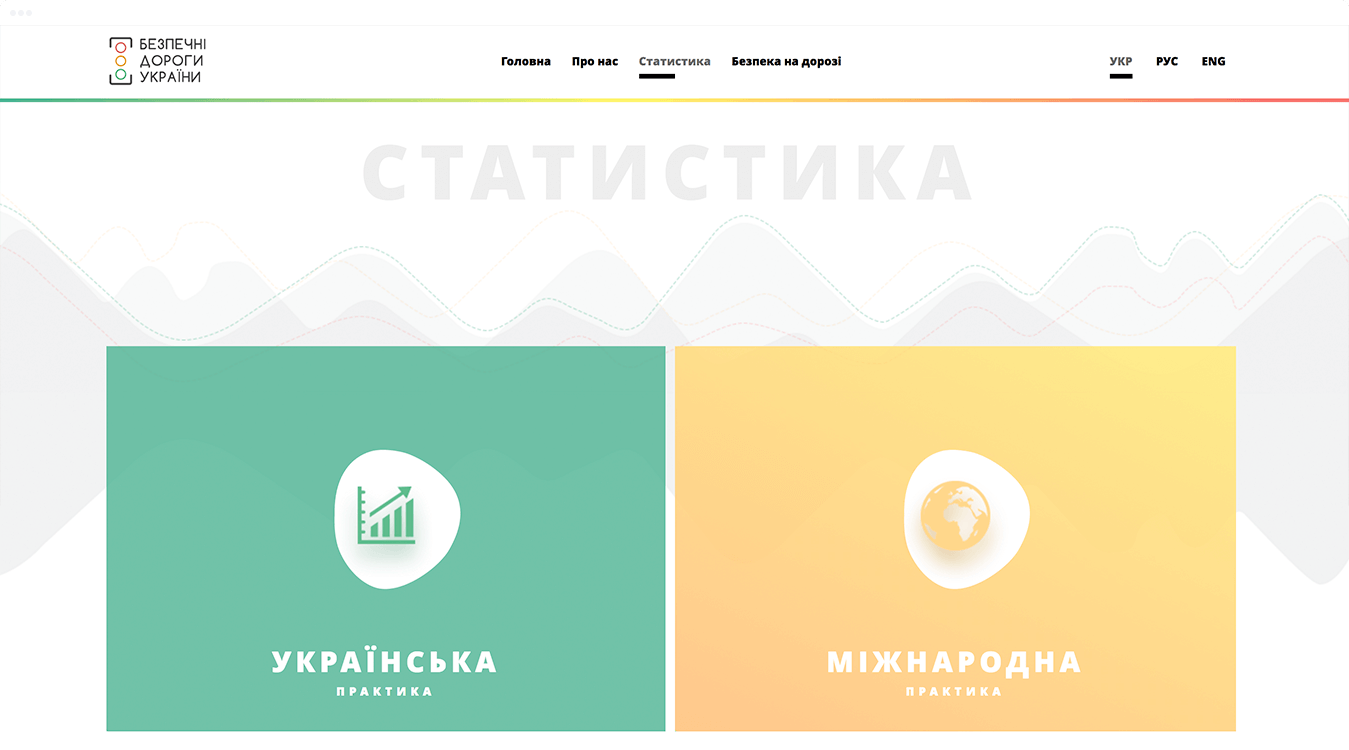 БЕЗПЕЧНІ
ДОРОГИ
УКРАЇНИ
Головна Про нас Статистика Безпека на дорозі
УКР РУС ENG
СТАТИСТИКА
УКРАЇНСЬКА
ПРАКТИКА
МІЖНАРОДНА
ПРАКТИКА